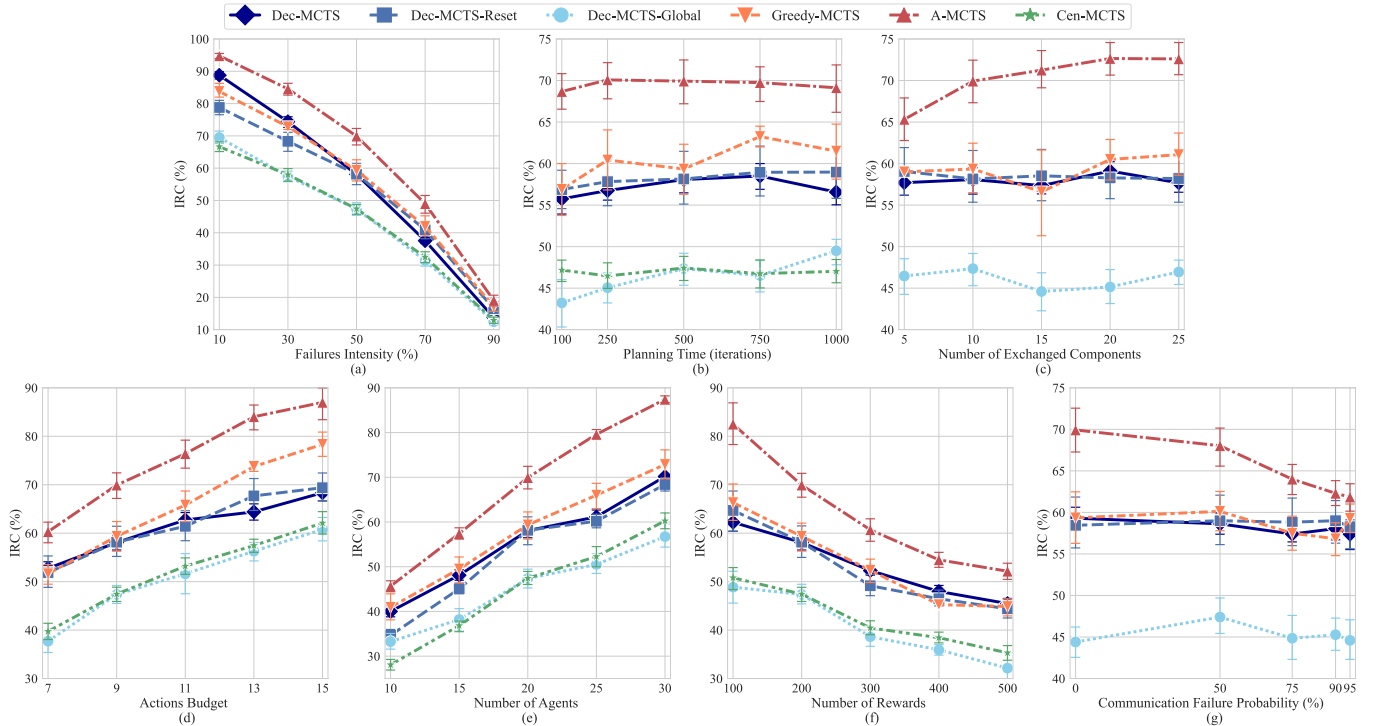 Dec-MCTS Dec-MCTS-Reset Dec-MCTS-Global Greedy-MCTS A-MCTS Cen-MCTS
100
90
80
70
60
50
40
30
20
10
IRC (%)
10 30 50 70 90
Failures Intensity (%)
(a)
75
70
65
60
55
50
45
40
IRC (%)
100 250 500 750 1000
Planning Time (iterations)
(b)
75
70
65
60
55
50
45
40
IRC (%)
5 10 15 20 25
Number of Exchanged Components
(c)
90
80
70
60
50
40
30
IRC (%)
7 9 11 13 15
Actions Budget
(d)
90
80
70
60
50
40
30
25
IRC (%)
10 15 20 25 30
Number of Agents
(e)
90
80
70
60
50
40
30
IRC (%)
100 200 300 400 500
Number of Rewards
(f)
75
70
65
60
55
50
45
40
IRC (%)
0 50 75 90 95
Communication Failure Probability (%)
(g)